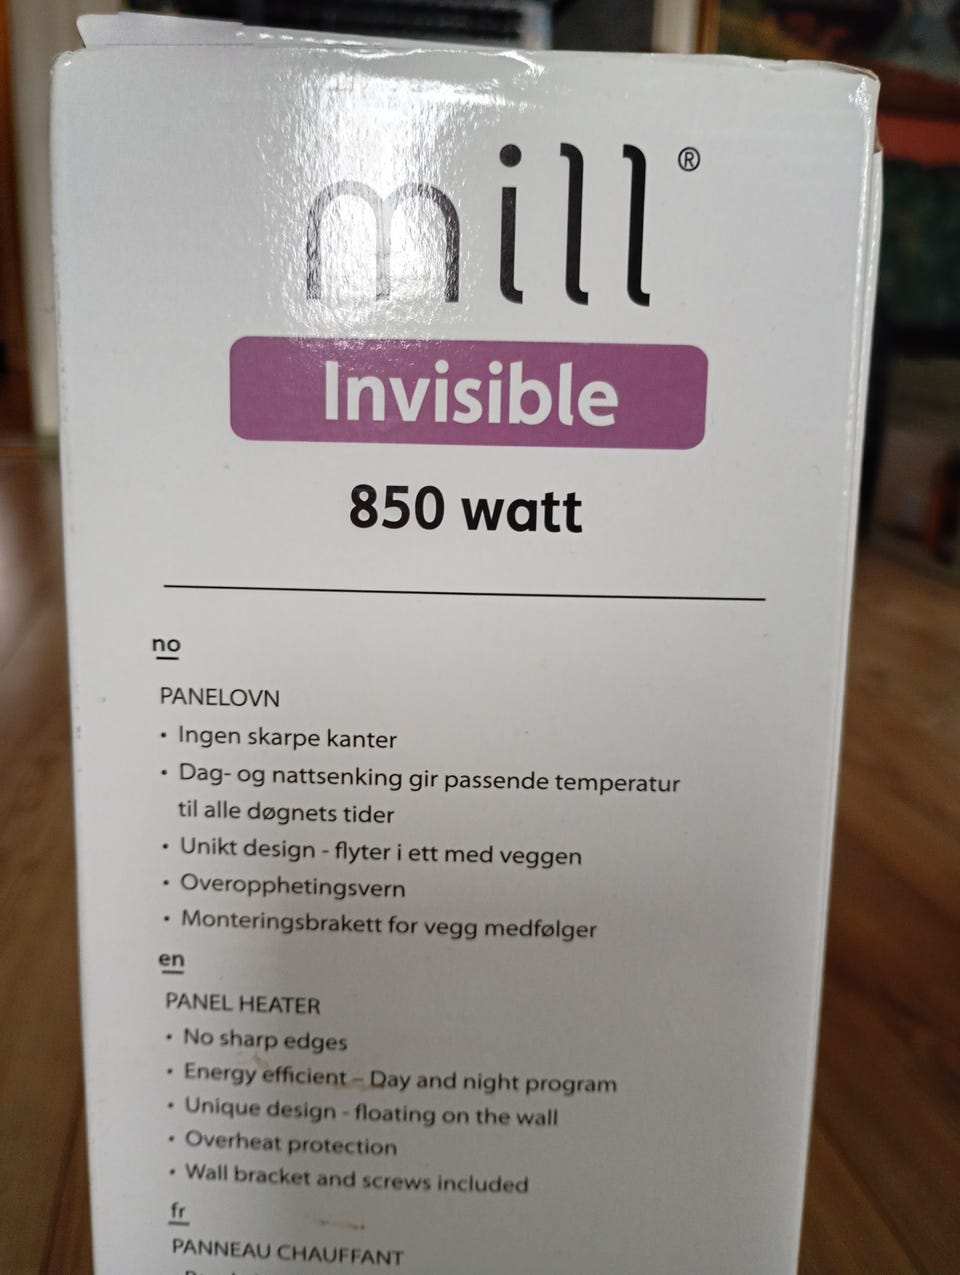 mill®
Invisible
850 watt
no
PANELOVN
• Ingen skarpe kanter
• Dag- og nattsenking gir passende temperatur
til alle døgnets tider
• Unikt design - flyter i ett med veggen
• Overopphetingsvern
• Monteringsbrakett for vegg medfølger
en
PANEL HEATER
• No sharp edges
• Energy efficient – Day and night program
• Unique design - floating on the wall
• Overheat protection
• Wall bracket and screws included
fr
PANNEAU CHAUFFANT